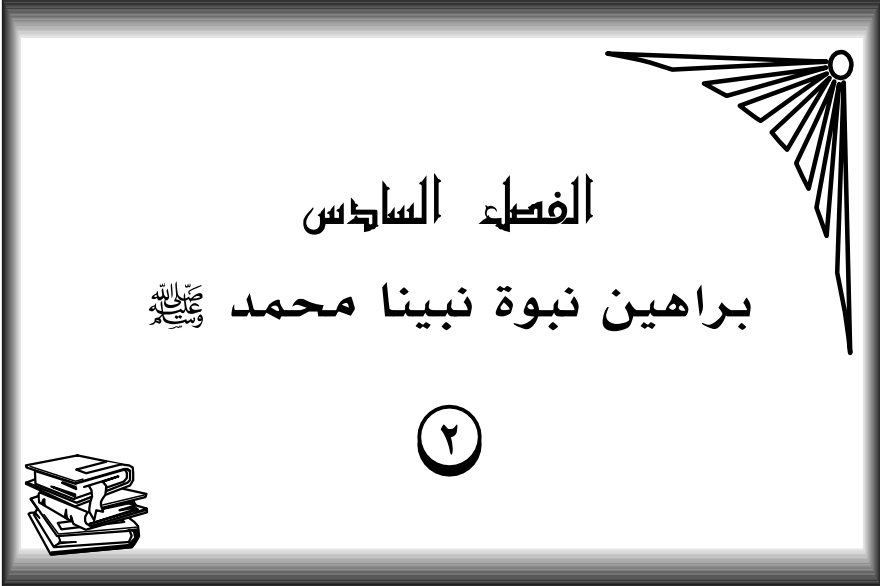 الفصل السادس
براهين نبوة نبينا محمد ﷺ
٢